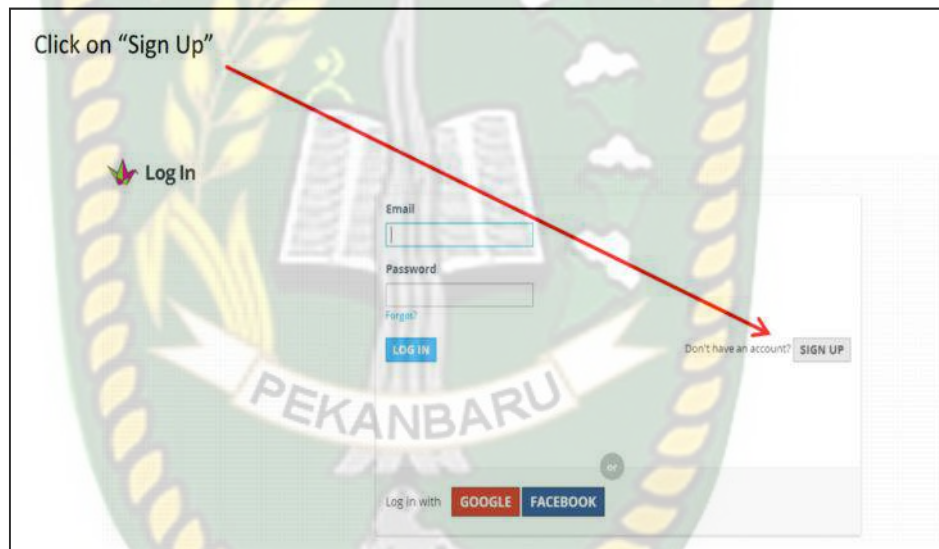 Click on “Sign Up”
Log In
Email
Password
Forgot?
LOG IN
Don't have an account? SIGN UP
PEKANBARU
or
Log in with GOOGLE FACEBOOK